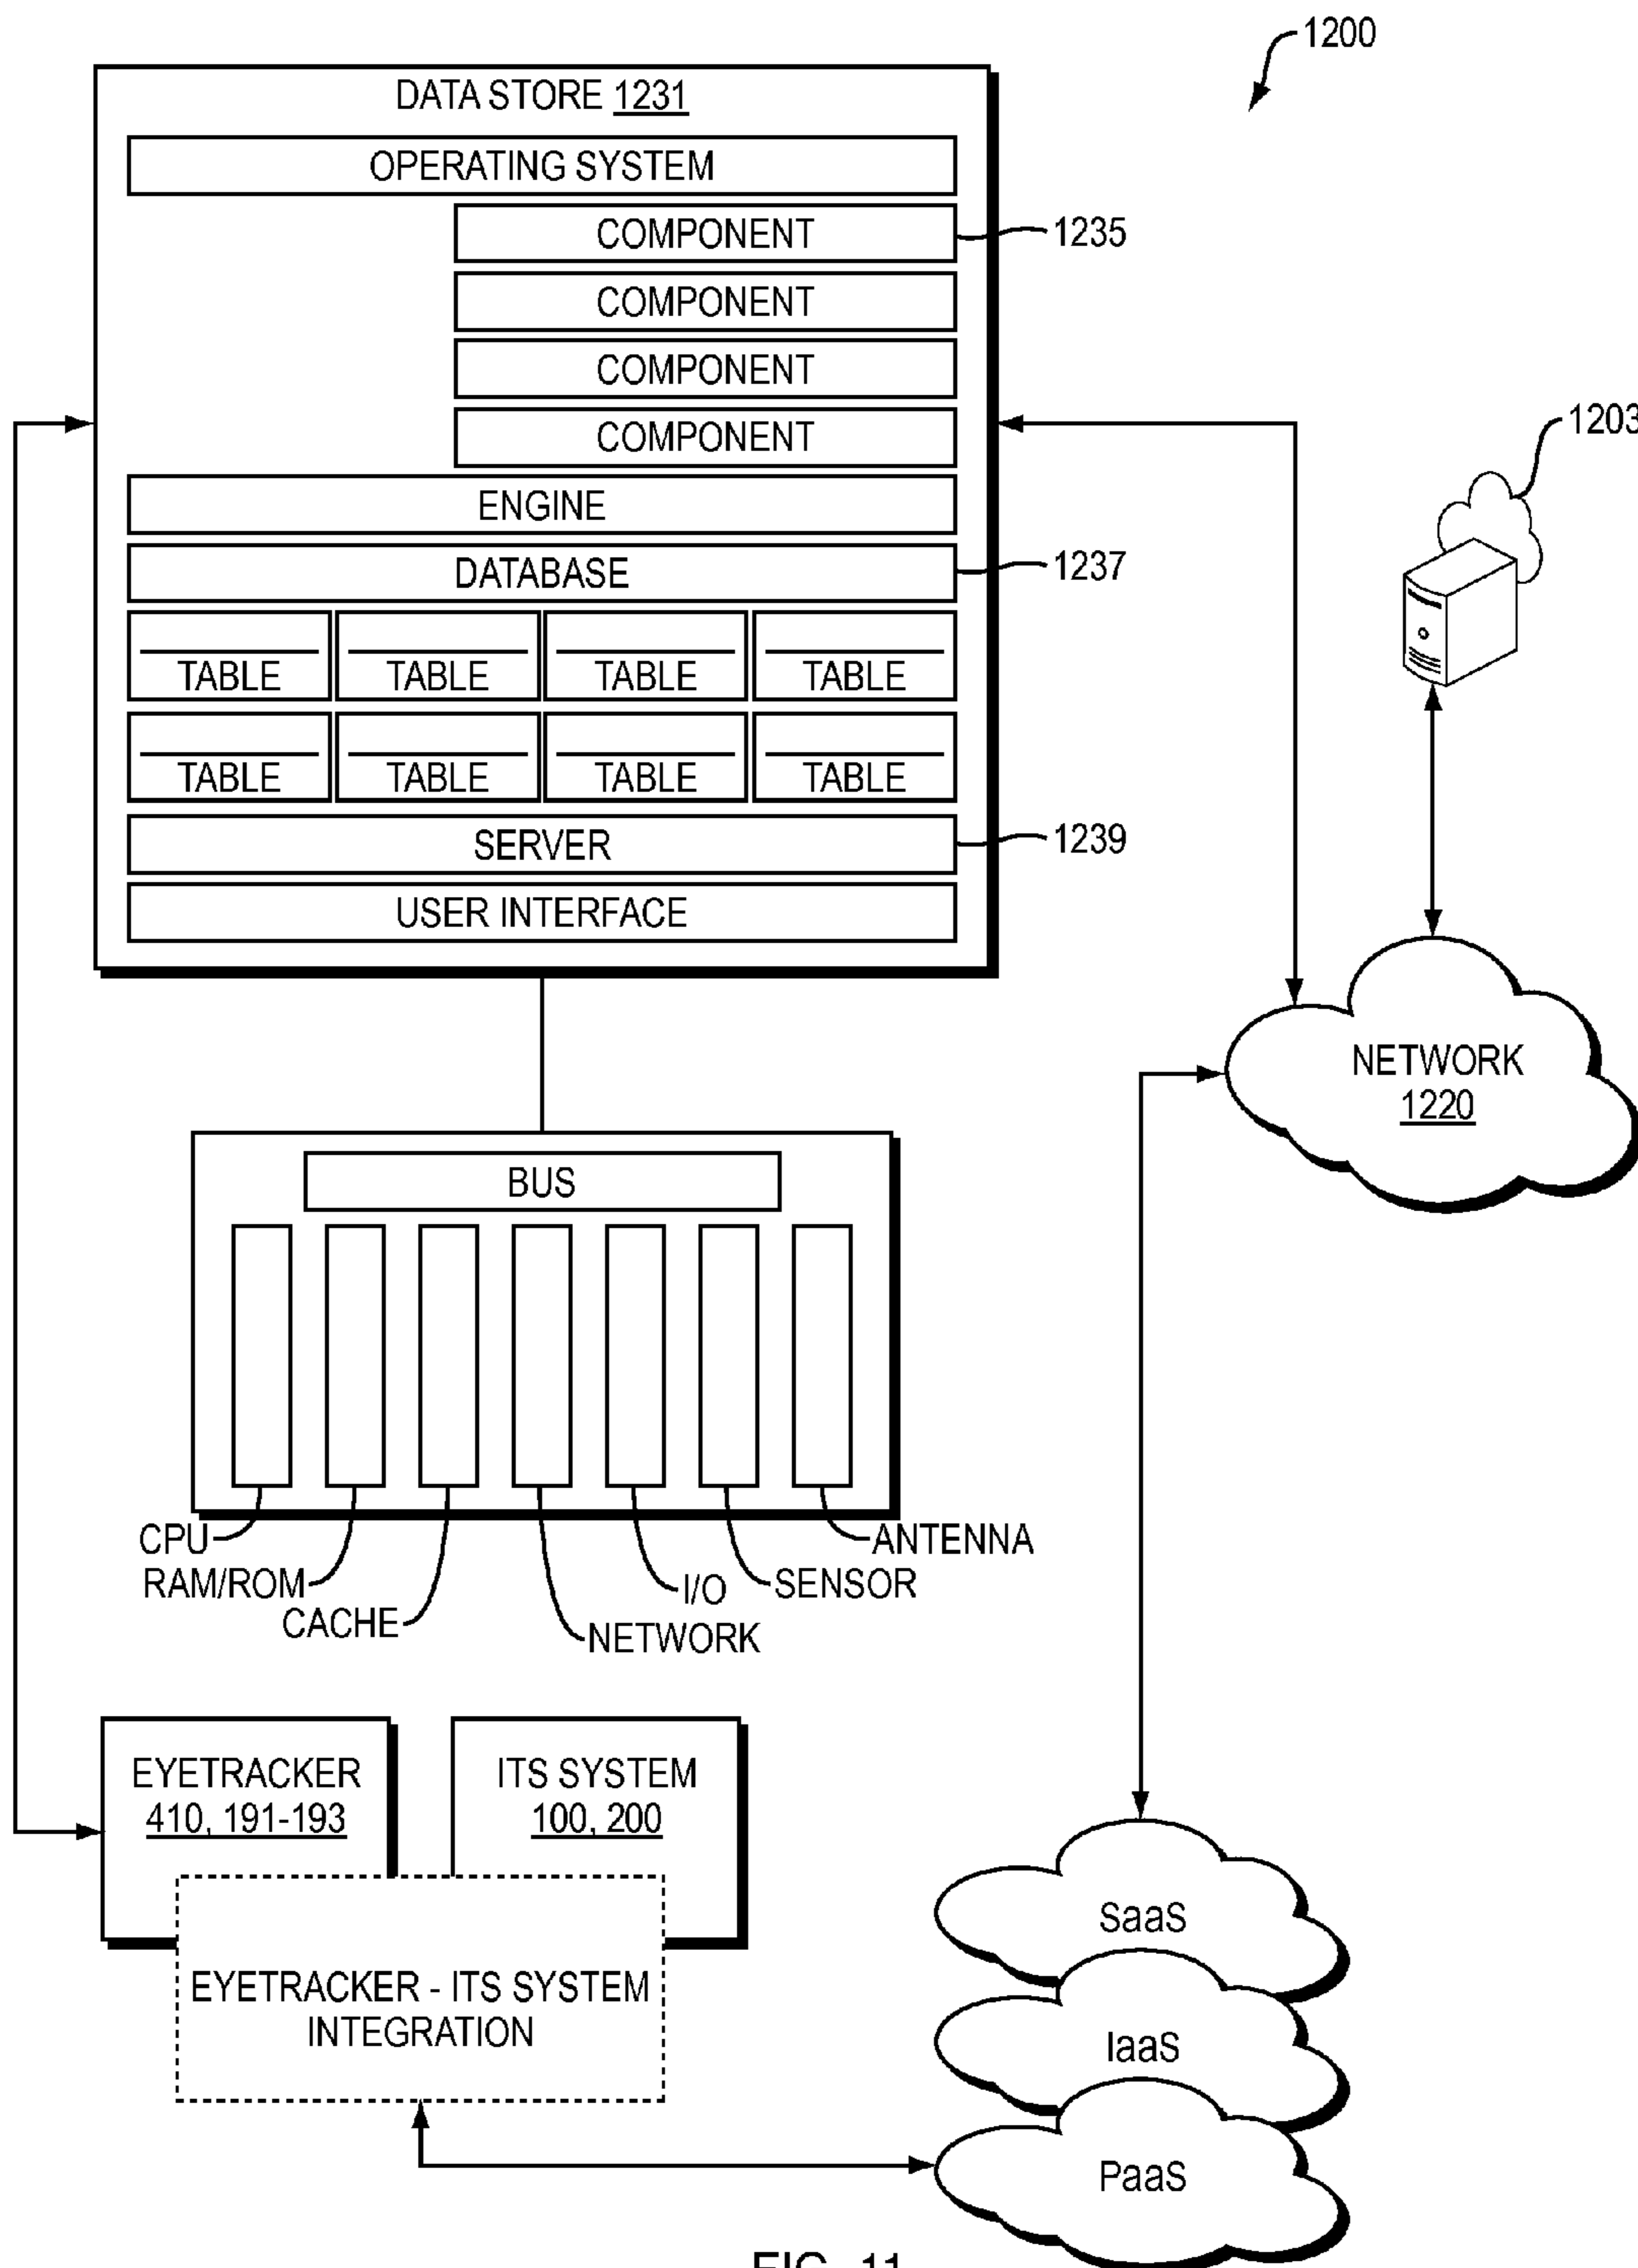 1200
DATA STORE 1231
OPERATING SYSTEM
COMPONENT
1235
COMPONENT
COMPONENT
COMPONENT
1203
ENGINE
DATABASE
1237
TABLE TABLE TABLE TABLE
TABLE TABLE TABLE TABLE
SERVER
1239
USER INTERFACE
NETWORK
1220
BUS
CPU
ANTENNA
RAM/ROM
I/O
SENSOR
CACHE
NETWORK
EYETRACKER
410, 191-193
ITS SYSTEM
100, 200
SaaS
EYETRACKER - ITS SYSTEM
INTEGRATION
IaaS
PaaS
FIG. 11